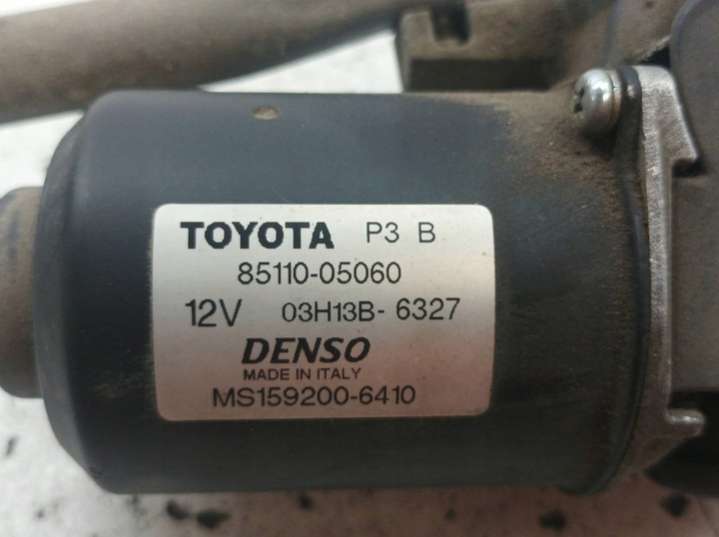 TOYOTA P3 B
85110-05060
12V 03H13B- 6327
DENSO
MADE IN ITALY
MS159200-6410